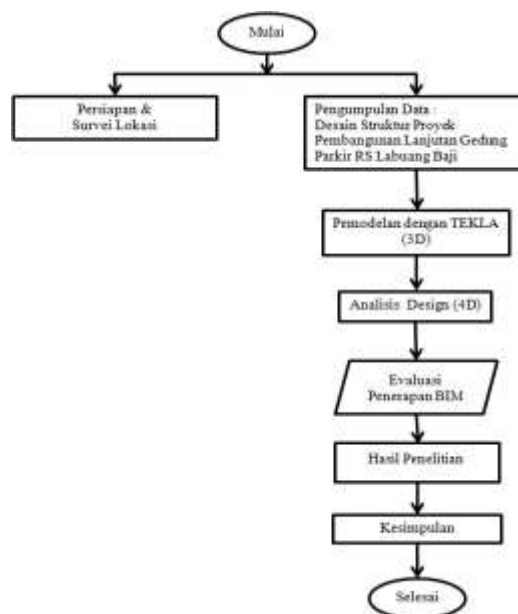 Mulai
Persiapan &
Survei Lokasi
Pengumpulan Data :
Desain Struktur Proyek
Pembangunan Lanjutan Gedung
Parkir RS Labuang Baji
Pemodelan dengan TEKLA
(3D)
Analisis Design (4D)
Evaluasi
Penerapan BIM
Hasil Penelitian
Kesimpulan
Selesai